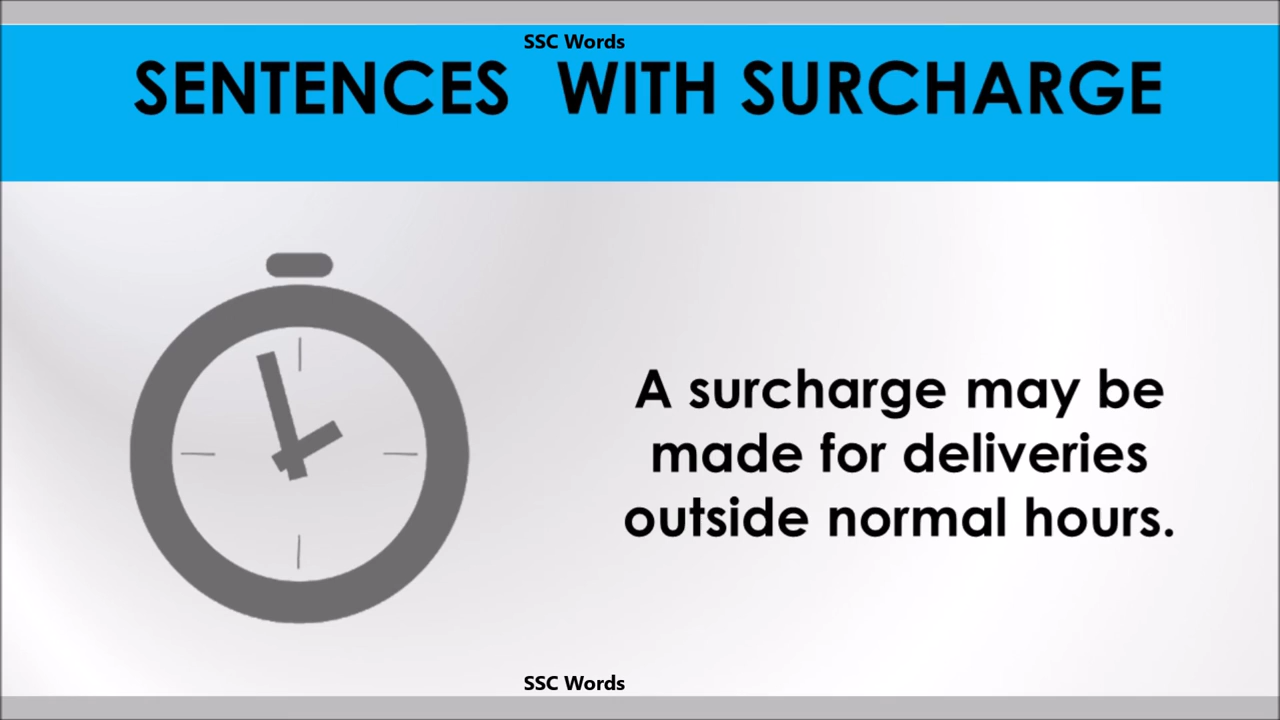 SSC Words
SENTENCES WITH SURCHARGE
A surcharge may be
made for deliveries
outside normal hours.
SSC Words